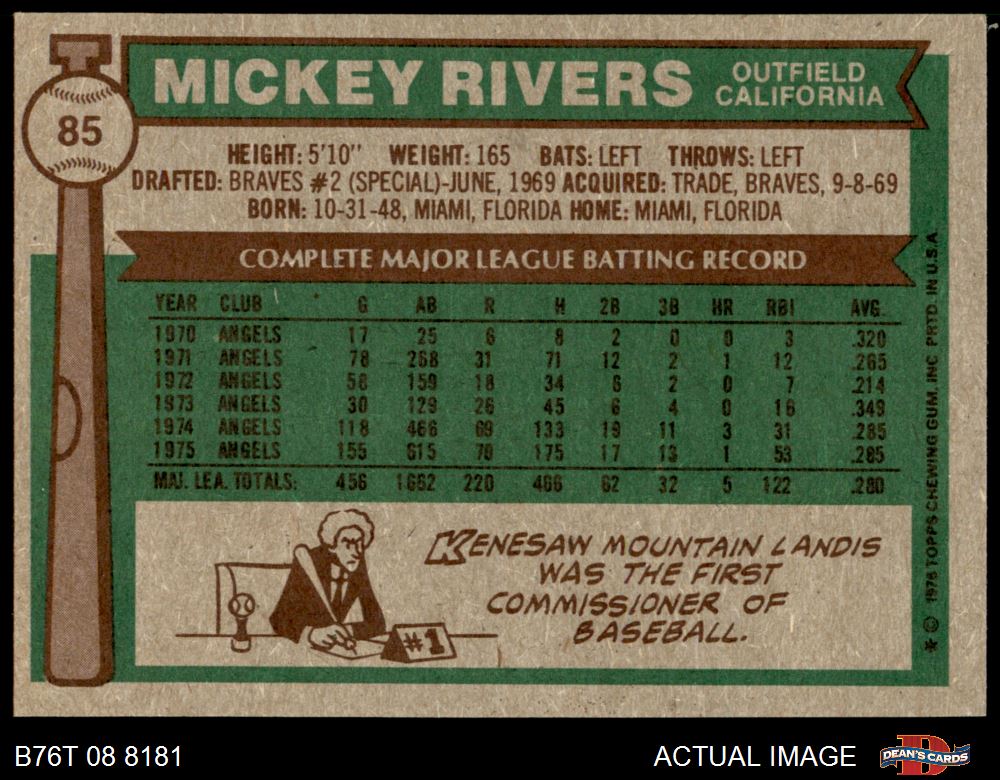 MICKEY RIVERS
OUTFIELD
CALIFORNIA
85
HEIGHT: 5'10" WEIGHT: 165 BATS: LEFT THROWS: LEFT
DRAFTED: BRAVES #2 (SPECIAL)-JUNE, 1969 ACQUIRED: TRADE, BRAVES, 9-8-69
BORN: 10-31-48, MIAMI, FLORIDA HOME: MIAMI, FLORIDA
COMPLETE MAJOR LEAGUE BATTING RECORD
YEAR CLUB G AB R H 2B 3B HR RBI AVG.
1970 ANGELS 17 25 6 8 2 0 0 3 .320
1971 ANGELS 78 268 31 71 12 2 1 12 .265
1972 ANGELS 58 159 18 34 6 2 0 7 .214
1973 ANGELS 30 129 26 45 6 4 0 16 .349
1974 ANGELS 118 466 69 133 19 11 3 31 .285
1975 ANGELS 155 615 70 175 17 13 1 53 .285
MAJ. LEA. TOTALS: 456 1662 220 466 62 32 5 122 .280
KENESAW MOUNTAIN LANDIS
WAS THE FIRST
COMMISSIONER OF
BASEBALL.
#1
* © 1976 TOPPS CHEWING GUM, INC. PRTD. IN U.S.A.
B76T 08 8181
ACTUAL IMAGE
DEAN'S CARDS